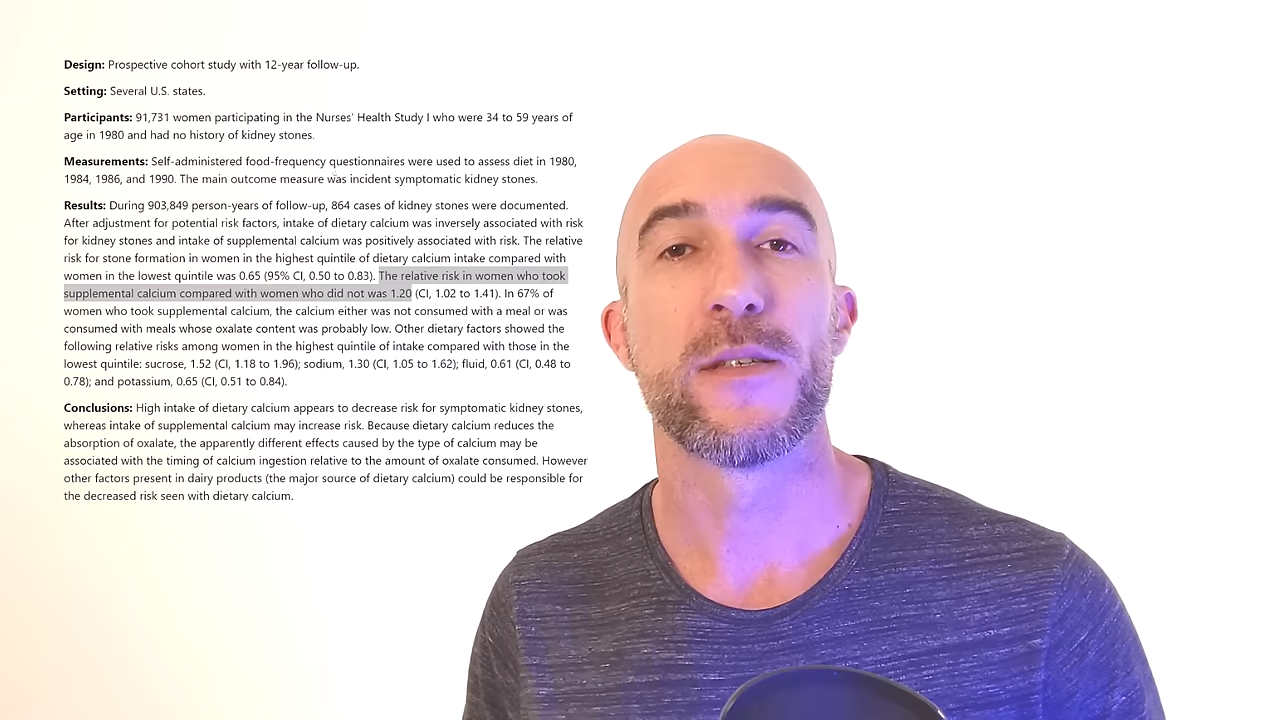 Design: Prospective cohort study with 12-year follow-up.
Setting: Several U.S. states.
Participants: 91,731 women participating in the Nurses' Health Study I who were 34 to 59 years of
age in 1980 and had no history of kidney stones.
Measurements: Self-administered food-frequency questionnaires were used to assess diet in 1980,
1984, 1986, and 1990. The main outcome measure was incident symptomatic kidney stones.
Results: During 903,849 person-years of follow-up, 864 cases of kidney stones were documented.
After adjustment for potential risk factors, intake of dietary calcium was inversely associated with risk
for kidney stones and intake of supplemental calcium was positively associated with risk. The relative
risk for stone formation in women in the highest quintile of dietary calcium intake compared with
women in the lowest quintile was 0.65 (95% CI, 0.50 to 0.83). The relative risk in women who took
supplemental calcium compared with women who did not was 1.20 (CI, 1.02 to 1.41). In 67% of
women who took supplemental calcium, the calcium either was not consumed with a meal or was
consumed with meals whose oxalate content was probably low. Other dietary factors showed the
following relative risks among women in the highest quintile of intake compared with those in the
lowest quintile: sucrose, 1.52 (CI, 1.18 to 1.96); sodium, 1.30 (CI, 1.05 to 1.62); fluid, 0.61 (CI, 0.48 to
0.78); and potassium, 0.65 (CI, 0.51 to 0.84).
Conclusions: High intake of dietary calcium appears to decrease risk for symptomatic kidney stones,
whereas intake of supplemental calcium may increase risk. Because dietary calcium reduces the
absorption of oxalate, the apparently different effects caused by the type of calcium may be
associated with the timing of calcium ingestion relative to the amount of oxalate consumed. However
other factors present in dairy products (the major source of dietary calcium) could be responsible for
the decreased risk seen with dietary calcium.